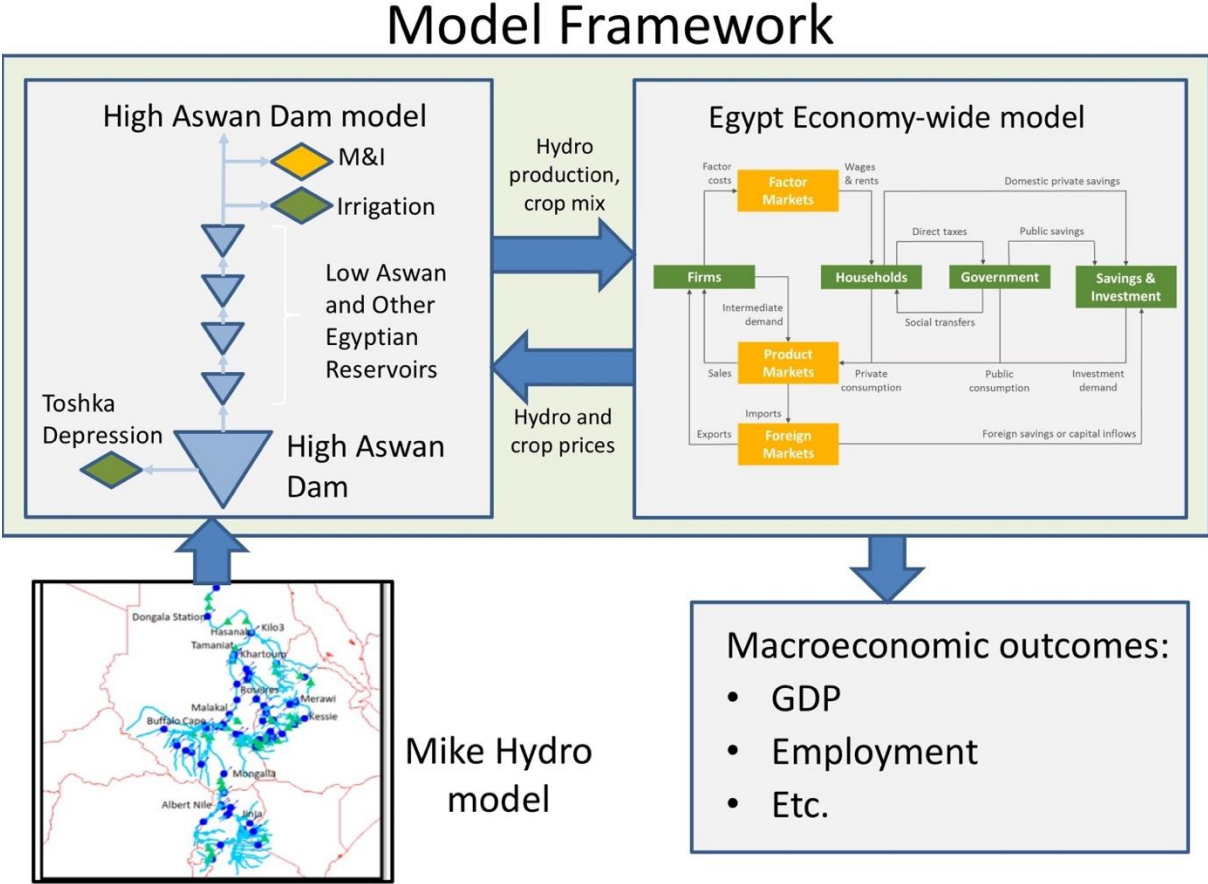 Model Framework
High Aswan Dam model
M&I
Irrigation
Low Aswan
and Other
Egyptian
Reservoirs
Toshka
Depression
High Aswan
Dam
Hydro
production,
crop mix
Hydro and
crop prices
Egypt Economy-wide model
Factor
costs
Factor
Markets
Wages
& rents
Domestic private savings
Direct taxes
Public savings
Firms
Households
Government
Savings &
Investment
Intermediate
demand
Social transfers
Product
Markets
Sales
Private
consumption
Public
consumption
Investment
demand
Imports
Exports
Foreign
Markets
Foreign savings or capital inflows
Dongala Station
Hasanab
Kilo3
Tamaniat
Khartoum
Roseires
Merawi
Malakal
Kessie
Buffalo Cape
Mongalla
Albert Nile
Jinja
Mike Hydro
model
Macroeconomic outcomes:
• GDP
• Employment
• Etc.